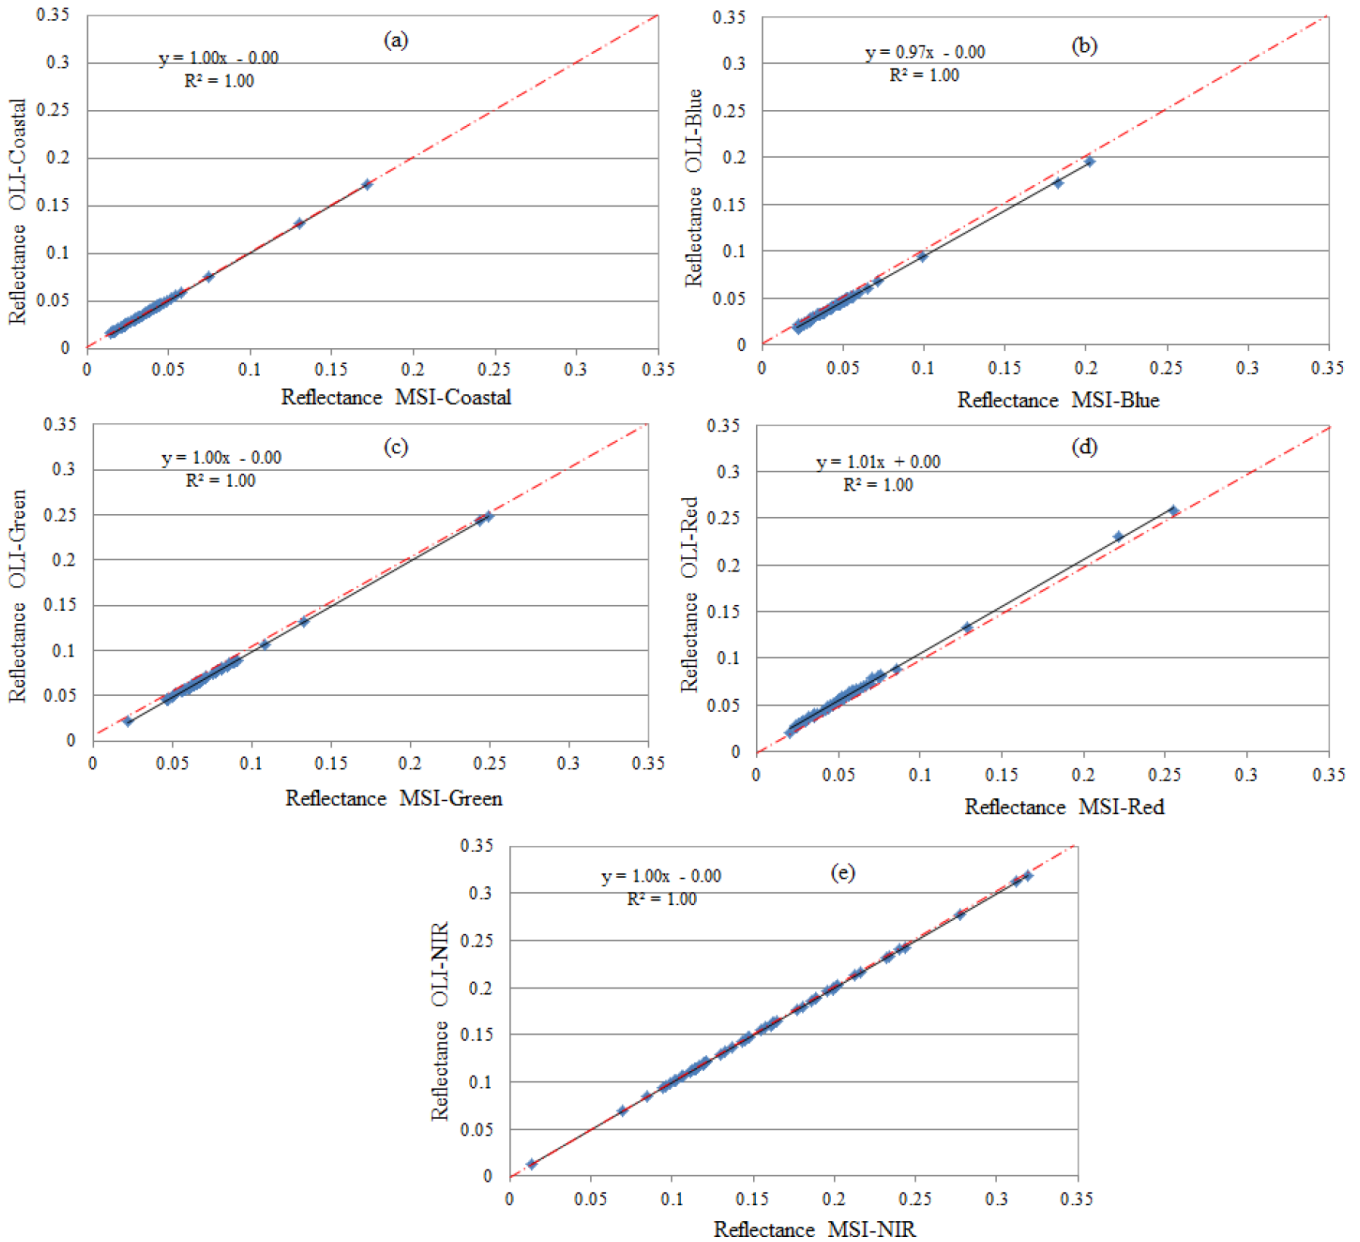 0.35
0.3
0.25
0.2
0.15
0.1
0.05
0
Reflectance OLI-Coastal
(a)
y = 1.00x - 0.00
R² = 1.00
0 0.05 0.1 0.15 0.2 0.25 0.3 0.35
Reflectance MSI-Coastal
0.35
0.3
0.25
0.2
0.15
0.1
0.05
0
Reflectance OLI-Blue
(b)
y = 0.97x - 0.00
R² = 1.00
0 0.05 0.1 0.15 0.2 0.25 0.3 0.35
Reflectance MSI-Blue
0.35
0.3
0.25
0.2
0.15
0.1
0.05
0
Reflectance OLI-Green
(c)
y = 1.00x - 0.00
R² = 1.00
0 0.05 0.1 0.15 0.2 0.25 0.3 0.35
Reflectance MSI-Green
0.35
0.3
0.25
0.2
0.15
0.1
0.05
0
Reflectance OLI-Red
(d)
y = 1.01x + 0.00
R² = 1.00
0 0.05 0.1 0.15 0.2 0.25 0.3 0.35
Reflectance MSI-Red
0.35
0.3
0.25
0.2
0.15
0.1
0.05
0
Reflectance OLI-NIR
(e)
y = 1.00x - 0.00
R² = 1.00
0 0.05 0.1 0.15 0.2 0.25 0.3 0.35
Reflectance MSI-NIR